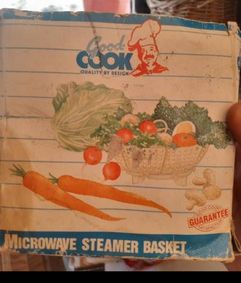 Good
COOK
QUALITY BY DESIGN
GUARANTEE
MICROWAVE STEAMER BASKET